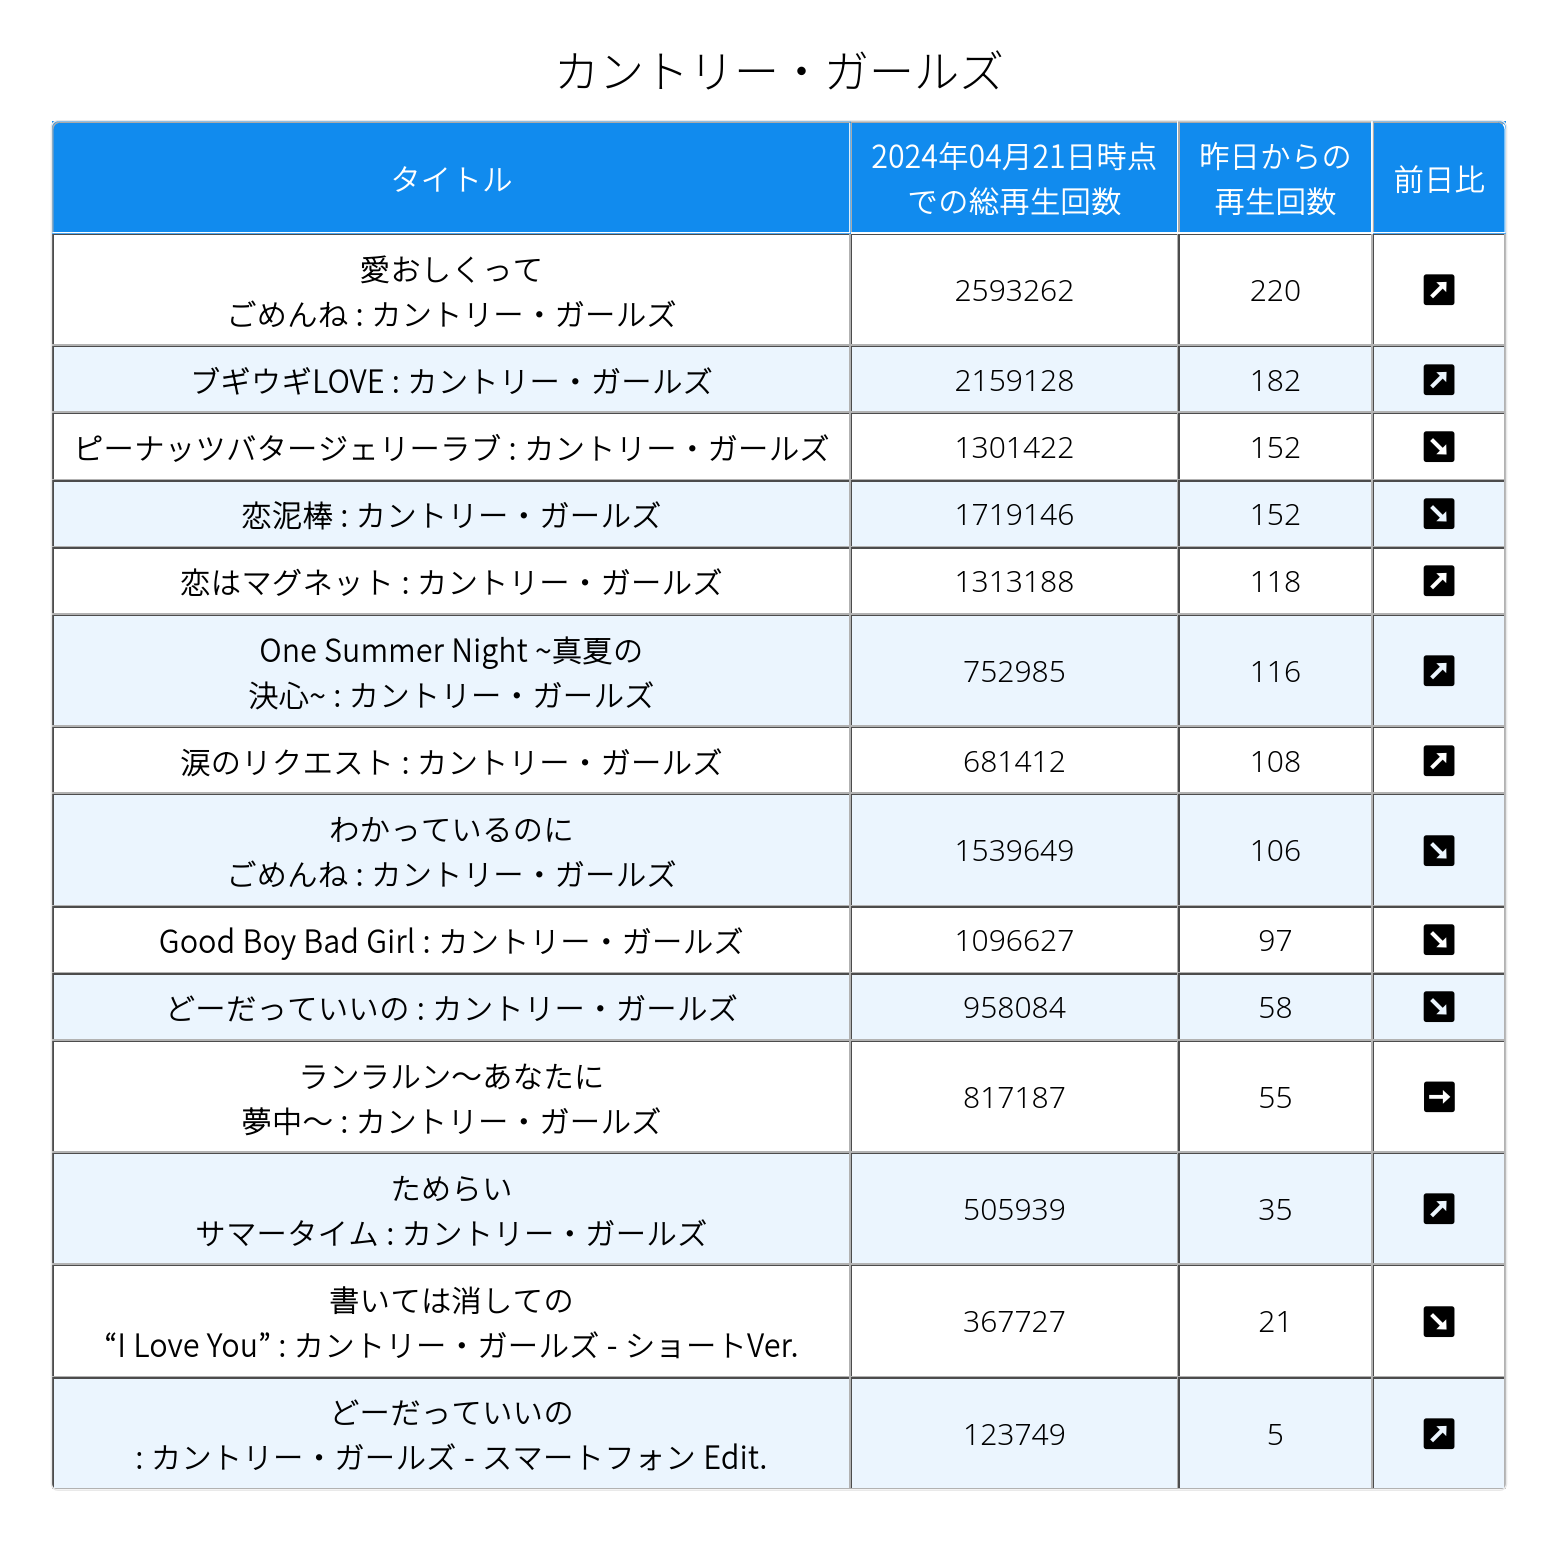 カントリー・ガールズ
タイトル
2024年04月21日時点
での総再生回数
昨日からの
再生回数
前日比
愛おしくって
ごめんね : カントリー・ガールズ
2593262
220
ブギウギLOVE : カントリー・ガールズ
2159128
182
ピーナッツバタージェリーラブ : カントリー・ガールズ
1301422
152
恋泥棒 : カントリー・ガールズ
1719146
152
恋はマグネット : カントリー・ガールズ
1313188
118
One Summer Night ~真夏の
決心~ : カントリー・ガールズ
752985
116
涙のリクエスト : カントリー・ガールズ
681412
108
わかっているのに
ごめんね : カントリー・ガールズ
1539649
106
Good Boy Bad Girl : カントリー・ガールズ
1096627
97
どーだっていいの : カントリー・ガールズ
958084
58
ランラルン〜あなたに
夢中〜 : カントリー・ガールズ
817187
55
ためらい
サマータイム : カントリー・ガールズ
505939
35
書いては消しての
“I Love You” : カントリー・ガールズ - ショートVer.
367727
21
どーだっていいの
: カントリー・ガールズ - スマートフォン Edit.
123749
5